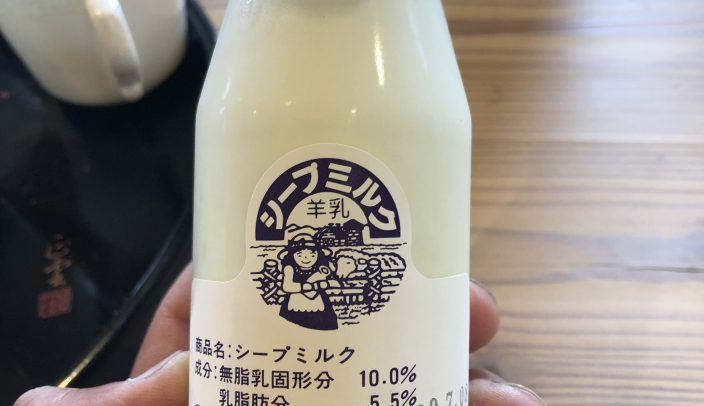 シープミルク
羊乳
商品名:シープミルク
成分:無脂乳固形分 10.0%
乳脂肪分 5.5%